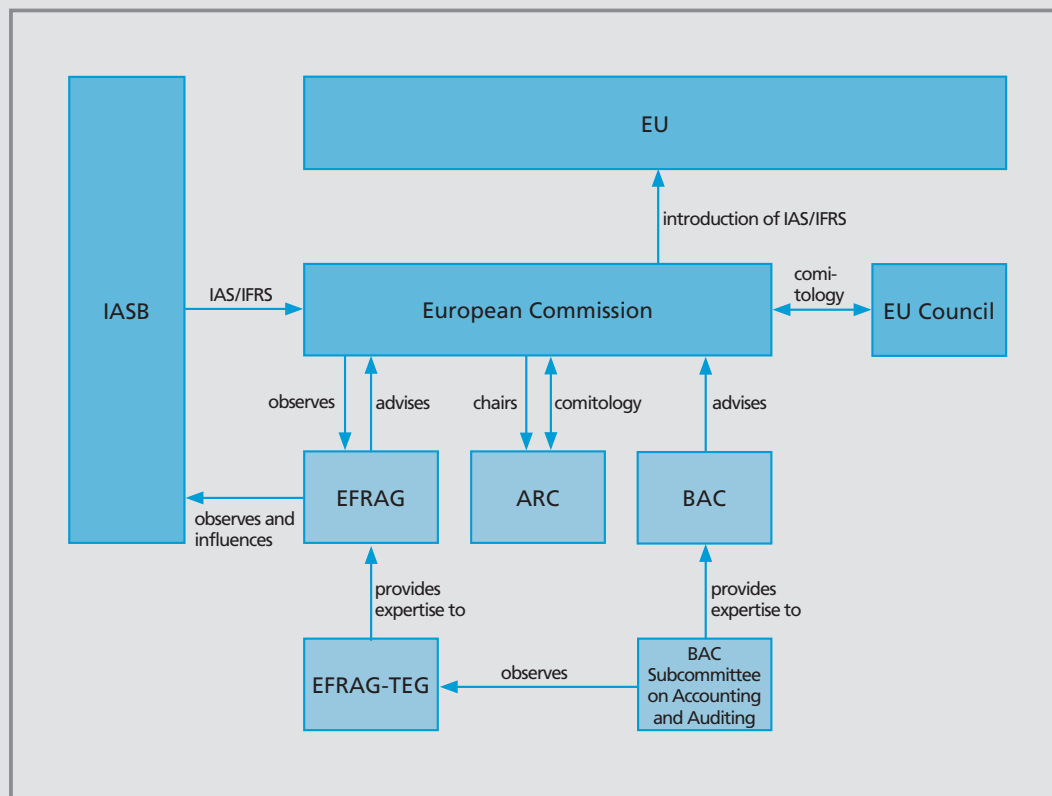 EU
introduction of IAS/IFRS
IASB
IAS/IFRS
European Commission
comi-
tology
EU Council
observes
advises
chairs
comitology
advises
EFRAG
ARC
BAC
observes and
influences
provides
expertise to
provides
expertise to
EFRAG-TEG
observes
BAC
Subcommittee
on Accounting
and Auditing